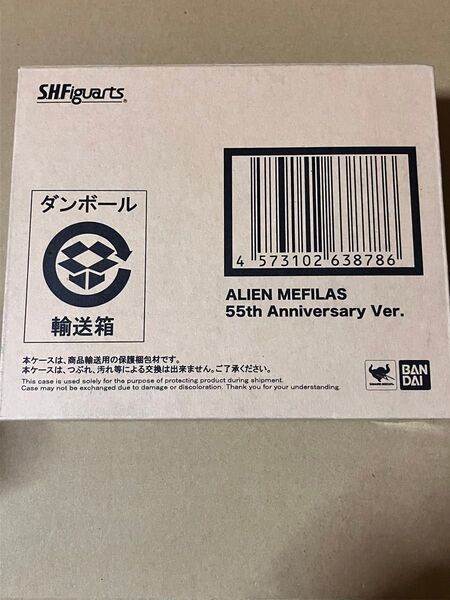 S.H.Figuarts®
ダンボール
輸送箱
4 573102 638786
ALIEN MEFILAS
55th Anniversary Ver.
本ケースは、商品輸送用の保護梱包材です。
本ケースは、つぶれ、汚れ等による交換は出来ません。ご了承ください。
This case is used solely for the purpose of protecting product during shipment.
Case may not be exchanged due to damage or discoloration. Thank you for your understanding.
TAMASHII NATIONS
BAN
DAI